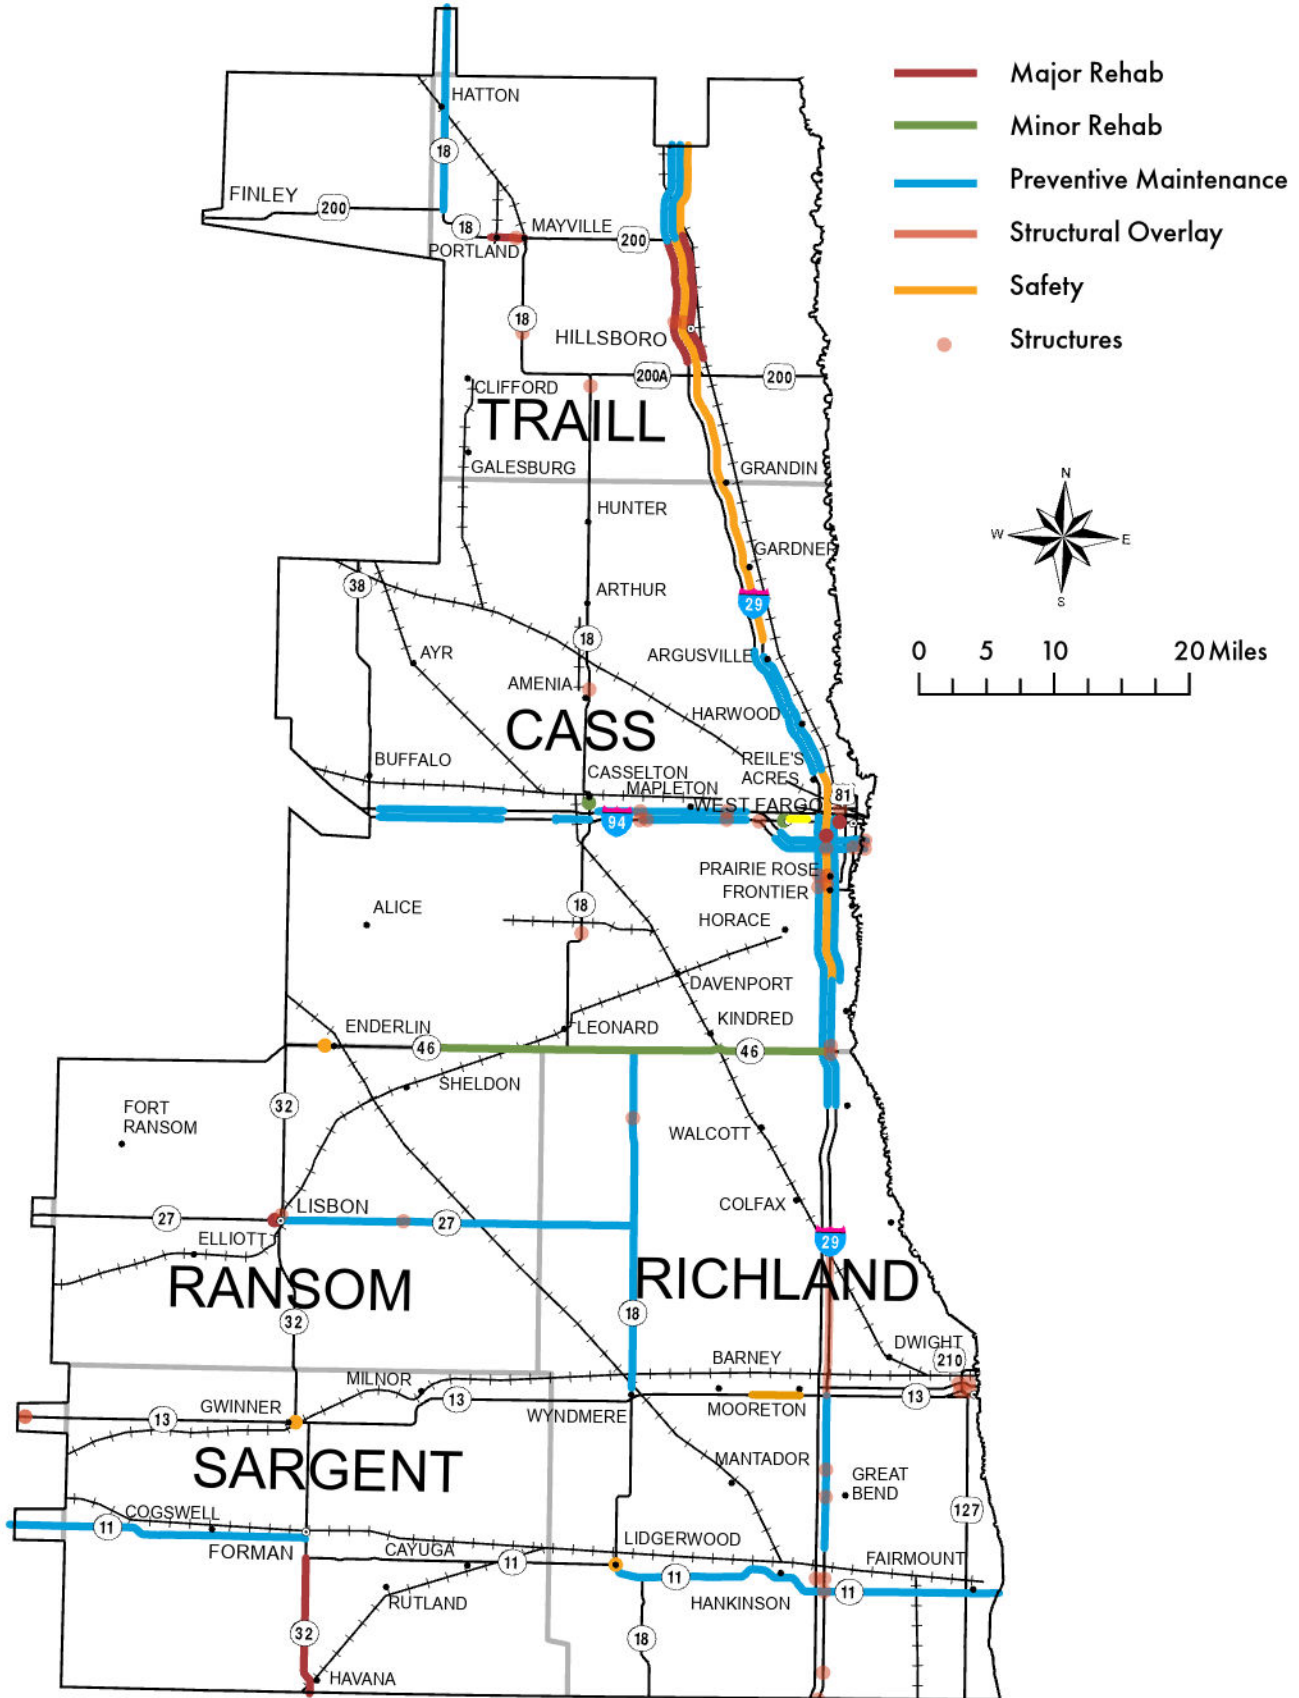 Major Rehab
HATTON
Minor Rehab
18
Preventive Maintenance
FINLEY
200
18
MAYVILLE
200
Structural Overlay
PORTLAND
Safety
18
HILLSBORO
Structures
200A
200
CLIFFORD
TRAILL
GALESBURG
GRANDIN
N
HUNTER
W
E
GARDNER
38
ARTHUR
29
S
18
AYR
ARGUSVILLE
0 5 10 20 Miles
AMENIA
CASS
HARWOOD
BUFFALO
REILE'S
ACRES
CASSELTON
MAPLETON
81
WEST FARGO
94
PRAIRIE ROSE
FRONTIER
ALICE
18
HORACE
DAVENPORT
ENDERLIN
LEONARD
KINDRED
46
46
SHELDON
FORT
RANSOM
32
WALCOTT
LISBON
COLFAX
27
27
ELLIOTT
29
RANSOM
RICHLAND
32
18
DWIGHT
BARNEY
210
MILNOR
GWINNER
13
13
WYNDMERE
MOORETON
13
SARGENT
MANTADOR
GREAT
BEND
COGSWELL
127
11
FORMAN
CAYUGA
11
LIDGERWOOD
FAIRMOUNT
11
11
RUTLAND
HANKINSON
32
18
HAVANA